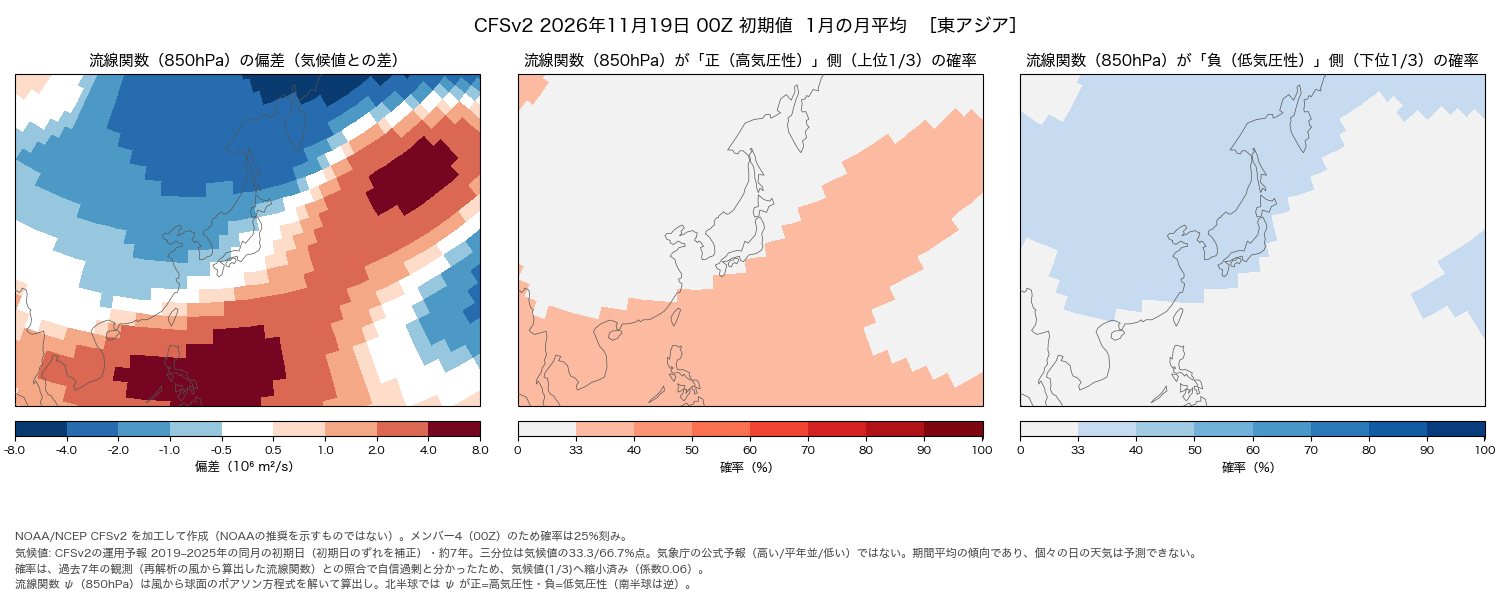 CFSv2 2026年11月19日 00Z 初期値 1月の月平均 ［東アジア］
流線関数（850hPa）の偏差（気候値との差）
流線関数（850hPa）が「正（高気圧性）」側（上位1/3）の確率
流線関数（850hPa）が「負（低気圧性）」側（下位1/3）の確率
-8.0 -4.0 -2.0 -1.0 -0.5 0.5 1.0 2.0 4.0 8.0
偏差（10⁶ m²/s）
0 33 40 50 60 70 80 90 100
確率（%）
0 33 40 50 60 70 80 90 100
確率（%）
NOAA/NCEP CFSv2 を加工して作成（NOAAの推奨を示すものではない）。メンバー4（00Z）のため確率は25%刻み。
気候値: CFSv2の運用予報 2019–2025年の同月の初期日（初期日のずれを補正）・約7年。三分位は気候値の33.3/66.7%点。気象庁の公式予報（高い/平年並/低い）ではない。期間平均の傾向であり、個々の日の天気は予測できない。
確率は、過去7年の観測（再解析の風から算出した流線関数）との照合で自信過剰と分かったため、気候値(1/3)へ縮小済み（係数0.06）。
流線関数 ψ（850hPa）は風から球面のポアソン方程式を解いて算出し。北半球では ψ が正=高気圧性・負=低気圧性（南半球は逆）。